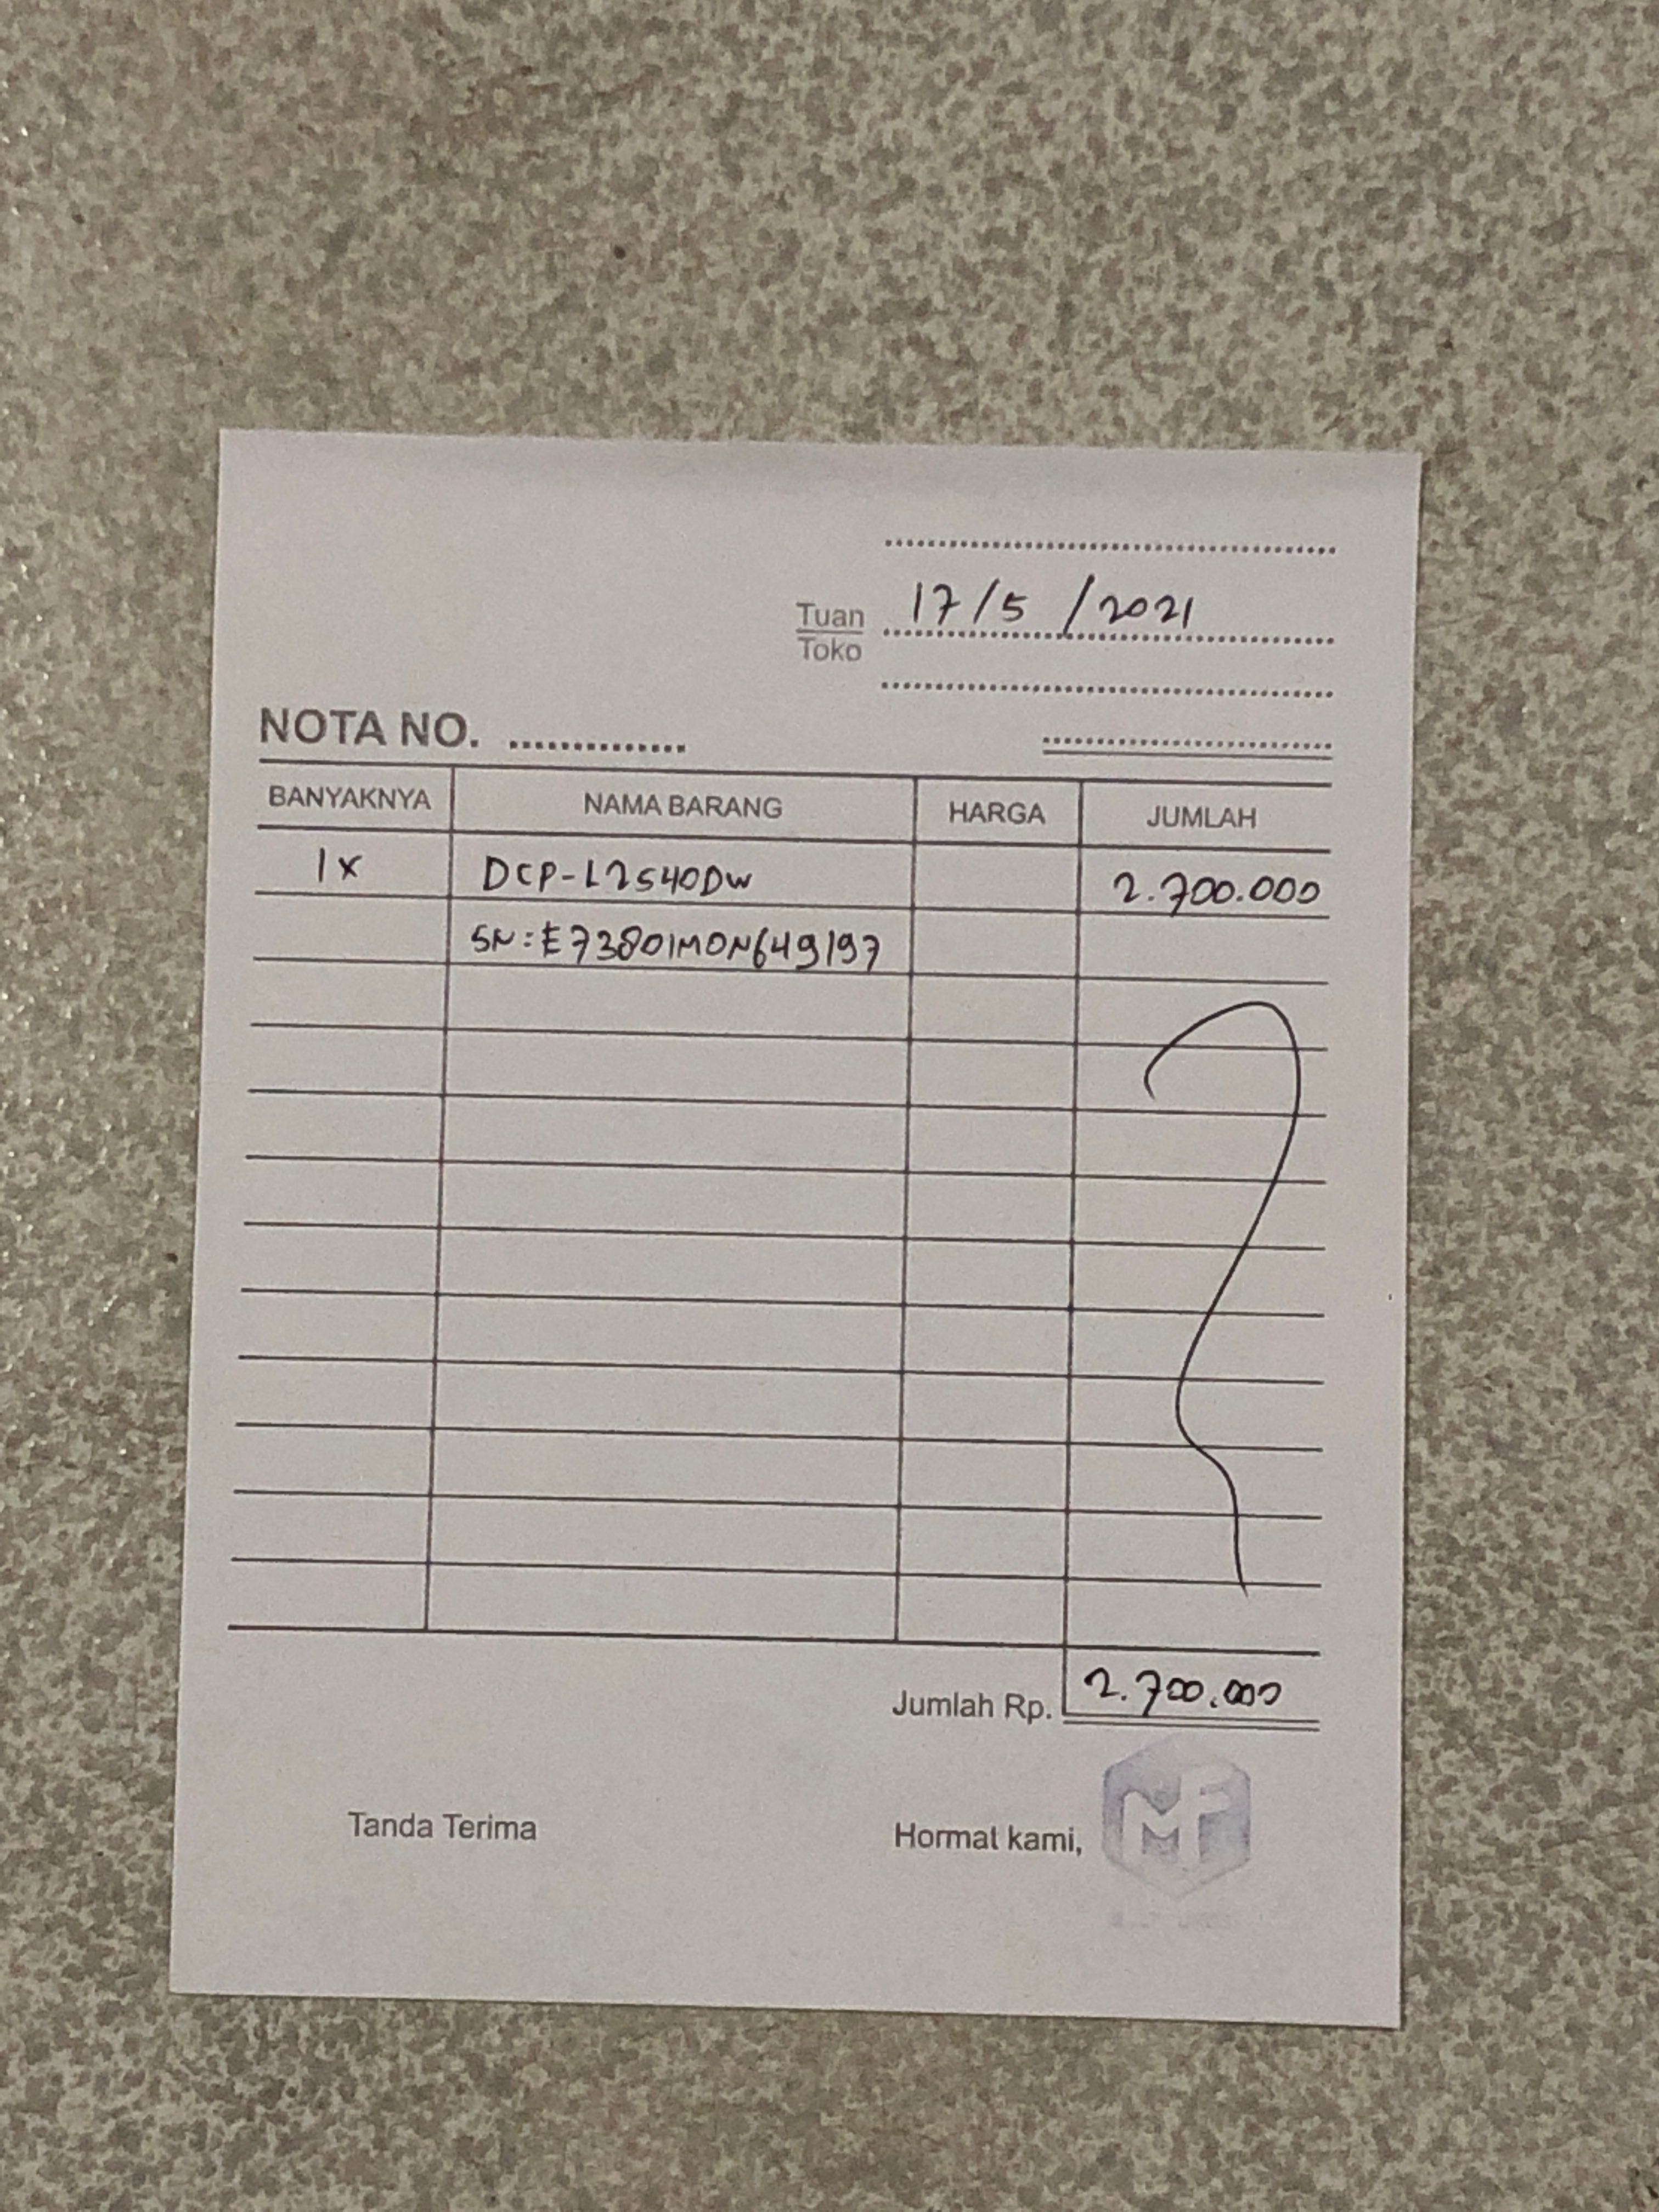 17/5/2021
Tuan
Toko
NOTA NO.
BANYAKNYA NAMA BARANG HARGA JUMLAH
1x DCP-L2540DW 2.700.000
SN:E73801M0N649197
Jumlah Rp. 2.700.000
Tanda Terima Hormat kami,
MF